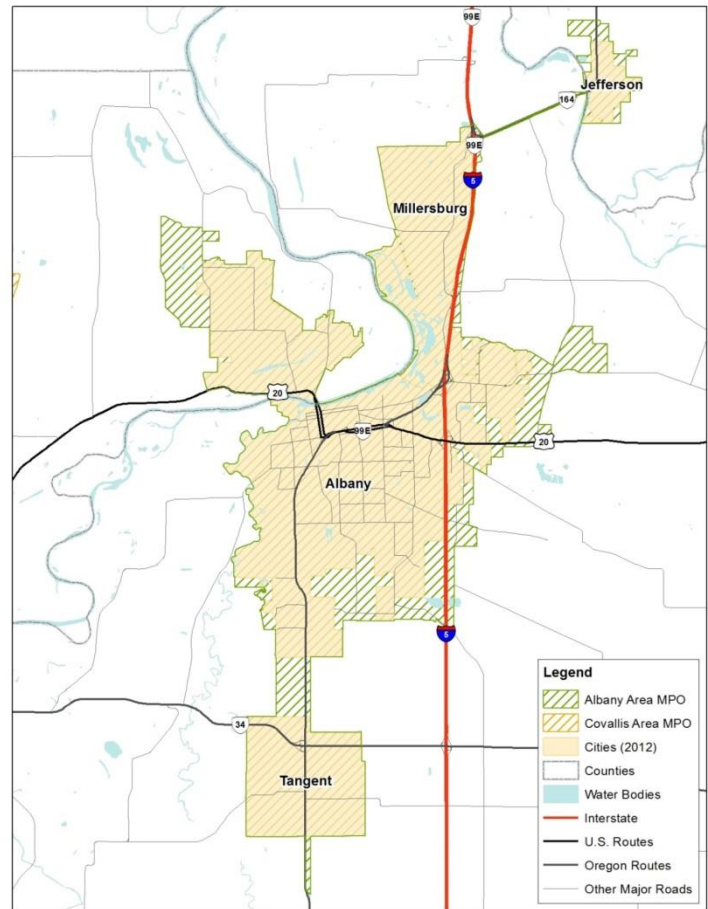 99E
Jefferson
164
99E
5
Millersburg
20
99E
20
Albany
5
34
Tangent
Legend
Albany Area MPO
Covallis Area MPO
Cities (2012)
Counties
Water Bodies
Interstate
U.S. Routes
Oregon Routes
Other Major Roads